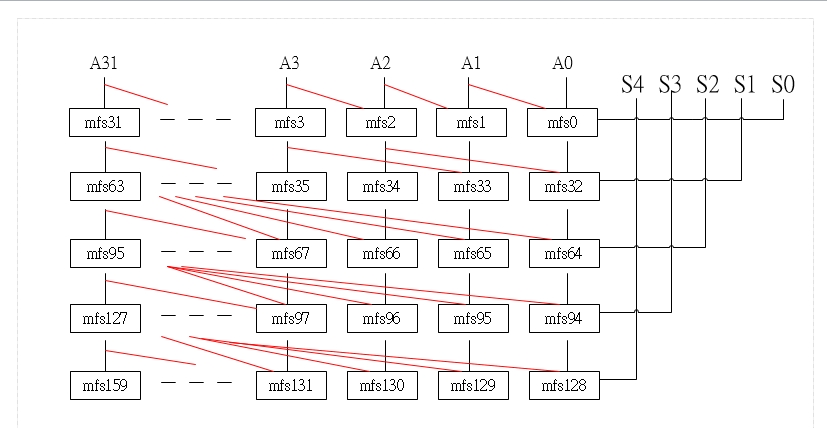 A31 A3 A2 A1 A0
S4 S3 S2 S1 S0
mfs31 mfs3 mfs2 mfs1 mfs0
mfs63 mfs35 mfs34 mfs33 mfs32
mfs95 mfs67 mfs66 mfs65 mfs64
mfs127 mfs97 mfs96 mfs95 mfs94
mfs159 mfs131 mfs130 mfs129 mfs128